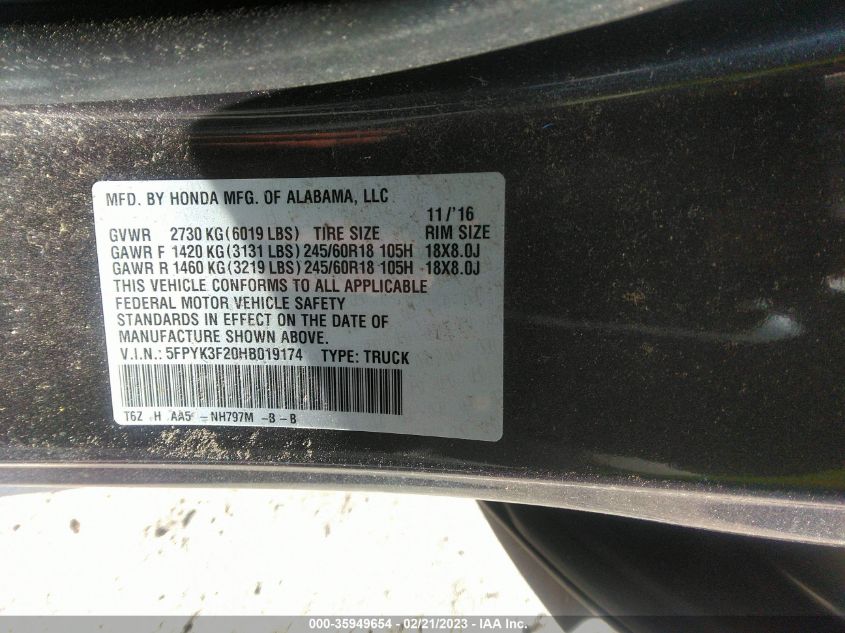 MFD. BY HONDA MFG. OF ALABAMA, LLC
11/'16
GVWR 2730 KG(6019 LBS) TIRE SIZE RIM SIZE
GAWR F 1420 KG(3131 LBS) 245/60R18 105H 18X8.0J
GAWR R 1460 KG(3219 LBS) 245/60R18 105H 18X8.0J
THIS VEHICLE CONFORMS TO ALL APPLICABLE
FEDERAL MOTOR VEHICLE SAFETY
STANDARDS IN EFFECT ON THE DATE OF
MANUFACTURE SHOWN ABOVE.
V.I.N.: 5FPYK3F20HB019174 TYPE: TRUCK
T6Z H AA5 -NH797M -B -B
000-35949654 - 02/21/2023 - IAA Inc.